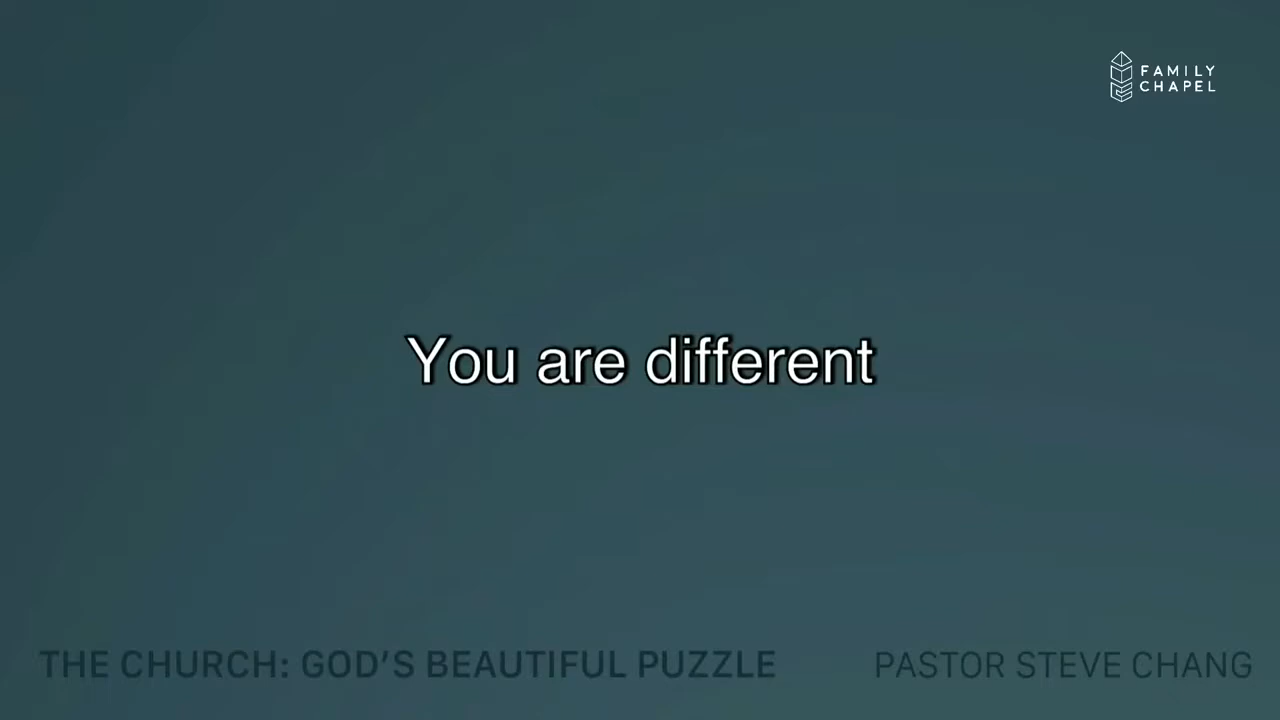 FAMILY
CHAPEL
You are different
THE CHURCH: GOD'S BEAUTIFUL PUZZLE
PASTOR STEVE CHANG